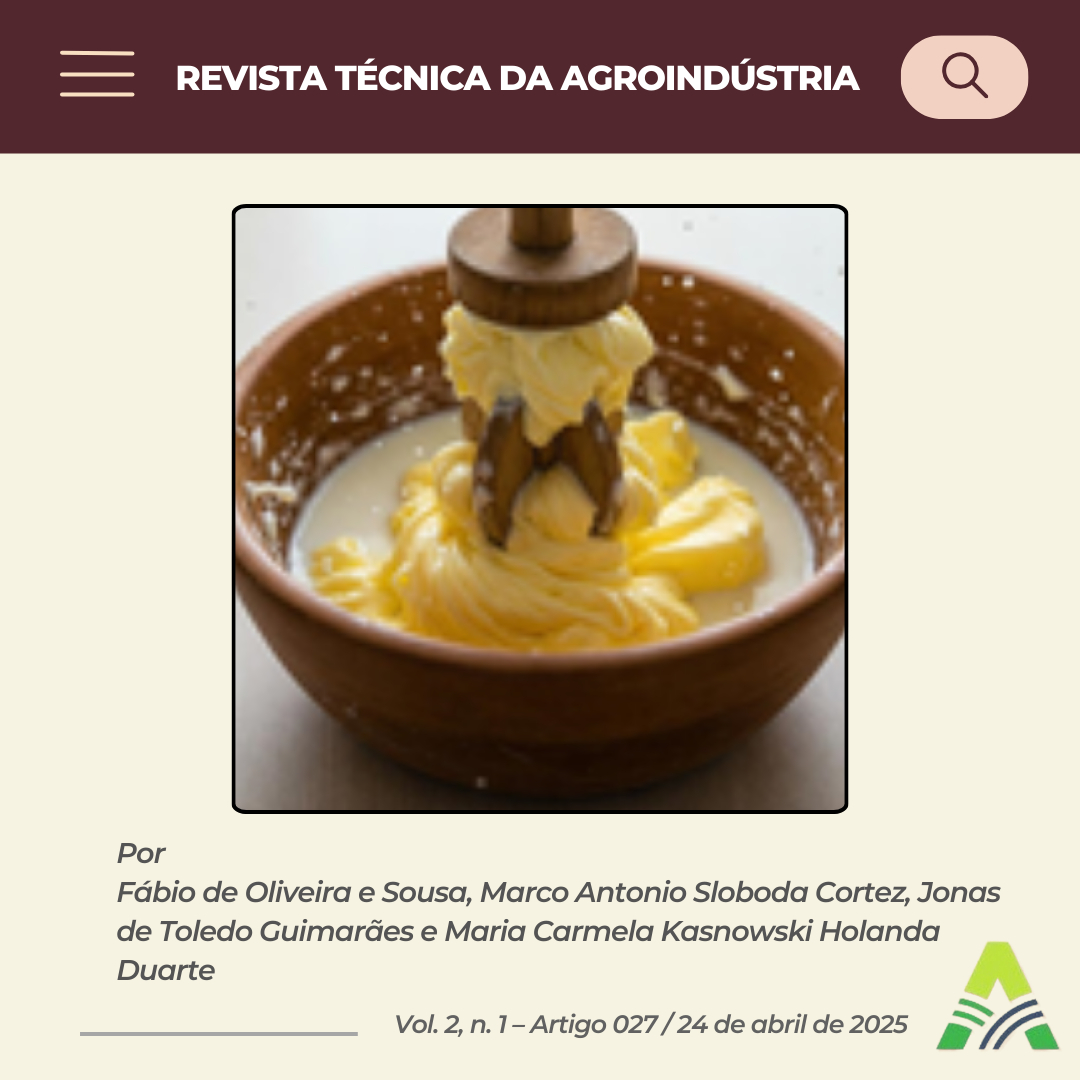 REVISTA TÉCNICA DA AGROINDÚSTRIA
Por
Fábio de Oliveira e Sousa, Marco Antonio Sloboda Cortez, Jonas
de Toledo Guimarães e Maria Carmela Kasnowski Holanda
Duarte
Vol. 2, n. 1 – Artigo 027 / 24 de abril de 2025